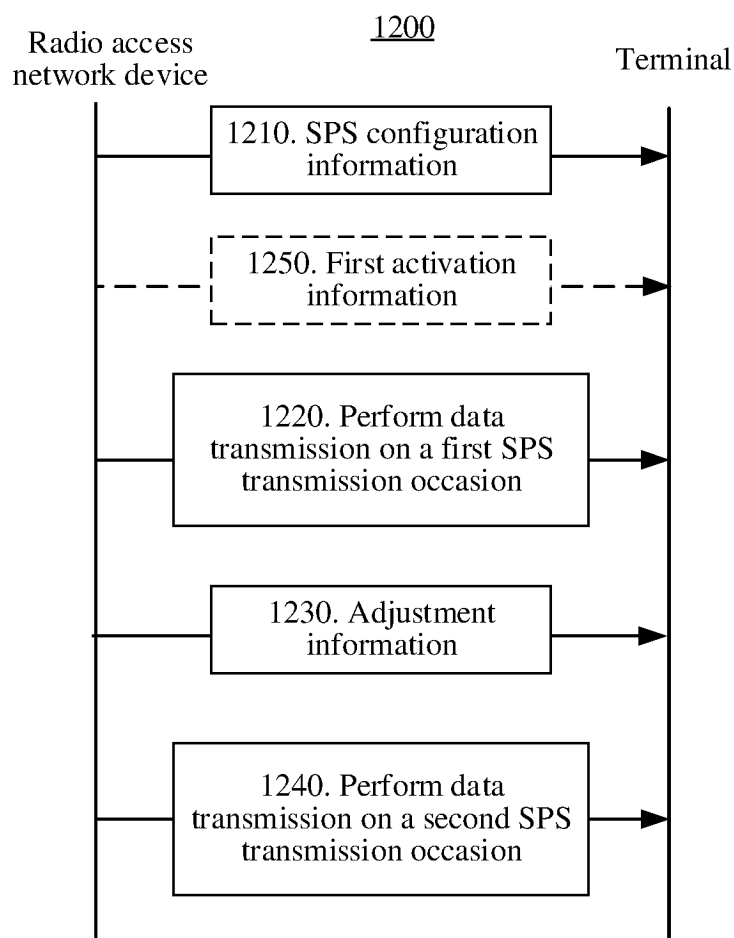 1200
Radio access
network device
Terminal
1210. SPS configuration
information
1250. First activation
information
1220. Perform data
transmission on a first SPS
transmission occasion
1230. Adjustment
information
1240. Perform data
transmission on a second SPS
transmission occasion